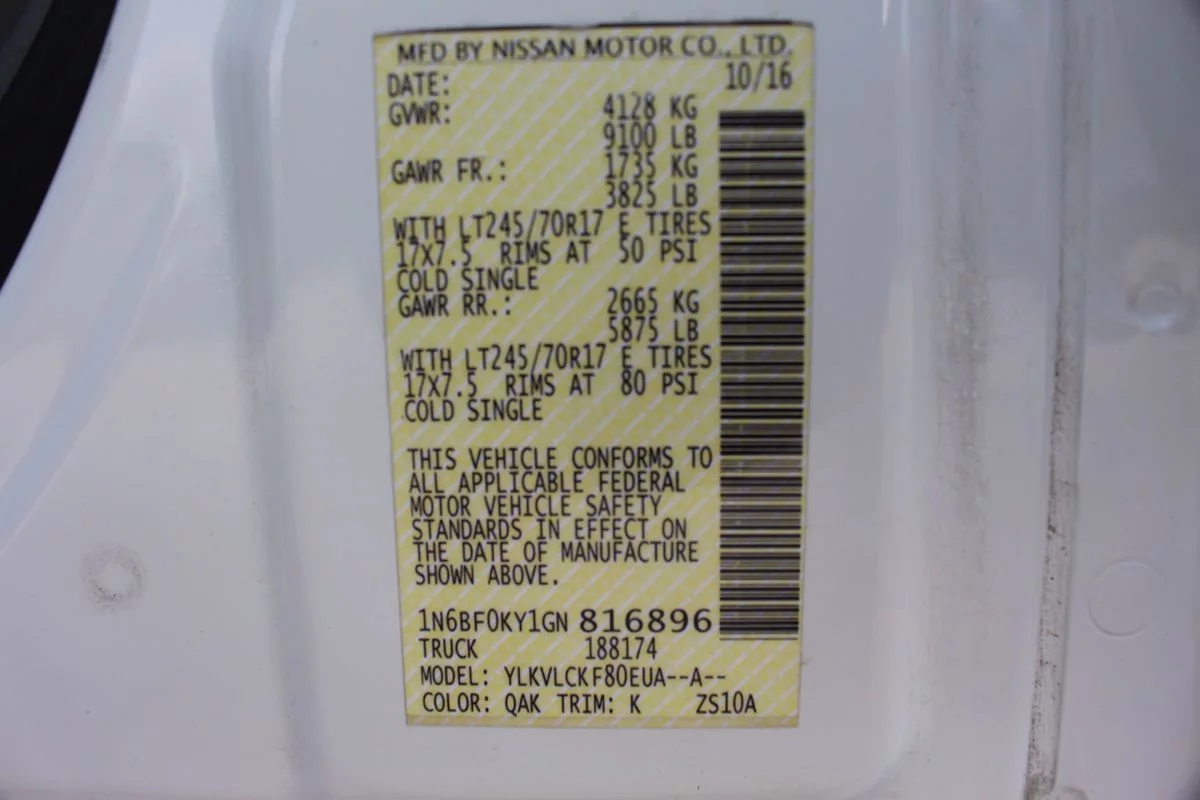 MFD BY NISSAN MOTOR CO., LTD.
DATE: 10/16
GVWR: 4128 KG
9100 LB
GAWR FR.: 1735 KG
3825 LB
WITH LT245/70R17 E TIRES
17X7.5 RIMS AT 50 PSI
COLD SINGLE
GAWR RR.: 2665 KG
5875 LB
WITH LT245/70R17 E TIRES
17X7.5 RIMS AT 80 PSI
COLD SINGLE
THIS VEHICLE CONFORMS TO
ALL APPLICABLE FEDERAL
MOTOR VEHICLE SAFETY
STANDARDS IN EFFECT ON
THE DATE OF MANUFACTURE
SHOWN ABOVE.
1N6BF0KY1GN 816896
TRUCK 188174
MODEL: YLKVLCKF80EUA--A--
COLOR: QAK TRIM: K ZS10A